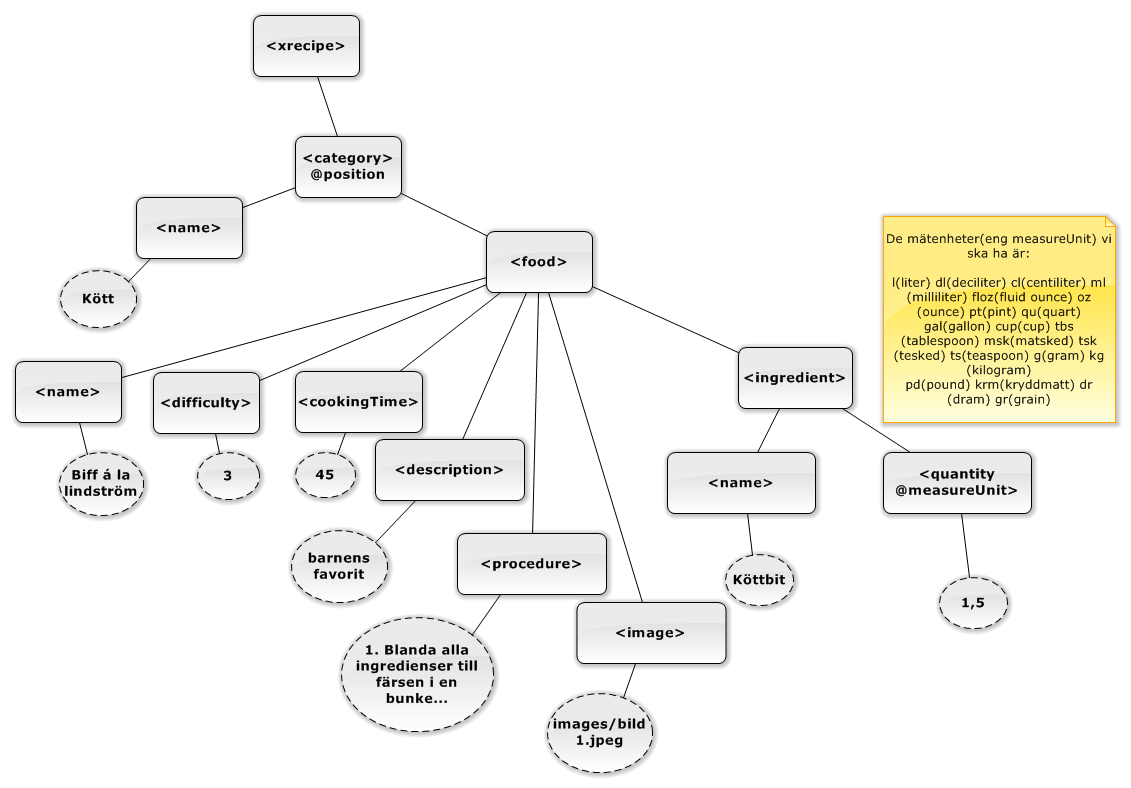 <xrecipe>
<category>
@position
<name>
Kött
<food>
De mätenheter(eng measureUnit) vi
ska ha är:
l(liter) dl(deciliter) cl(centiliter) ml
(milliliter) floz(fluid ounce) oz
(ounce) pt(pint) qu(quart)
gal(gallon) cup(cup) tbs
(tablespoon) msk(matsked) tsk
(tesked) ts(teaspoon) g(gram) kg
(kilogram)
pd(pound) krm(kryddmatt) dr
(dram) gr(grain)
<name>
<difficulty>
<cookingTime>
<ingredient>
Biff á la
lindström
3
45
<description>
<name>
<quantity
@measureUnit>
barnens
favorit
<procedure>
Köttbit
1,5
1. Blanda alla
ingredienser till
färsen i en
bunke...
<image>
images/bild
1.jpeg